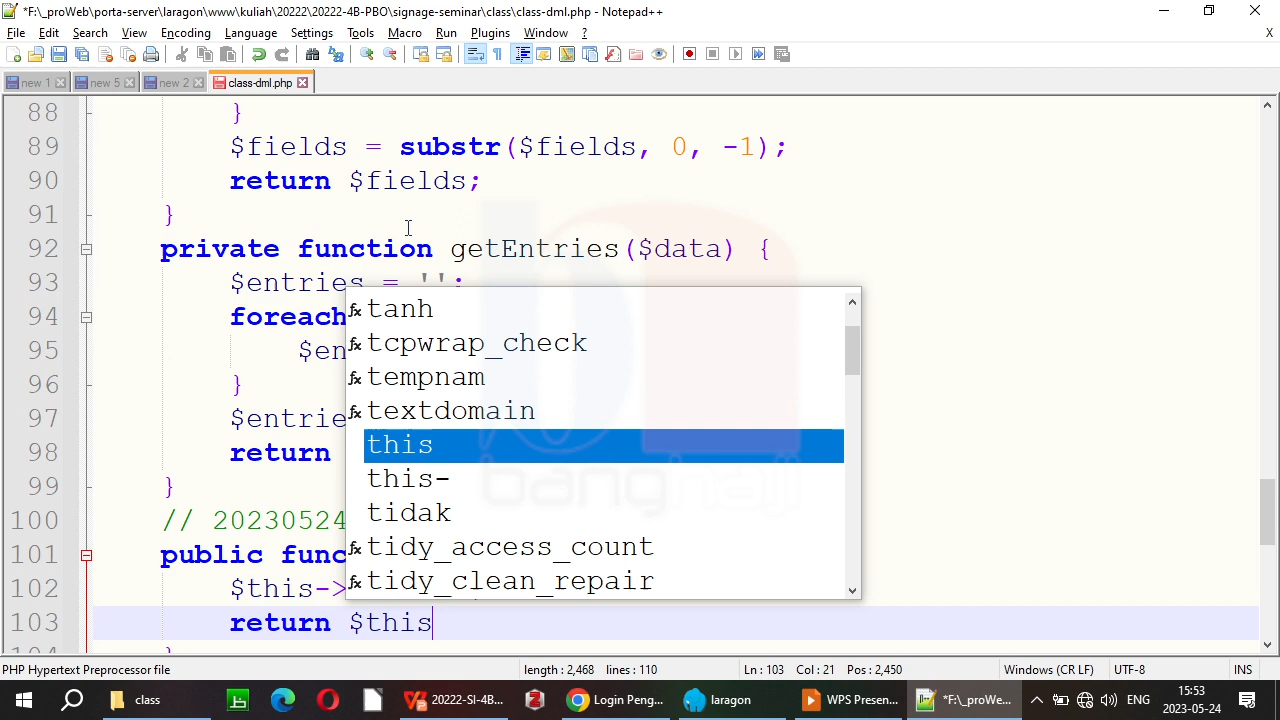 *F:\_proWeb\porta-server\laragon\www\kuliah\20222\20222-4B-PBO\signage-seminar\class\class-dml.php - Notepad++
File Edit Search View Encoding Language Settings Tools Macro Run Plugins Window ? X
new 1 new 5 new 2 class-dml.php
88 }
89 $fields = substr($fields, 0, -1);
90 return $fields;
91 }
92 private function getEntries($data) {
93 $entries = '';
94 foreach
95 $en
96 }
97 $entrie
98 return
99 }
100 // 20230524
101 public func
102 $this->
103 return $this
104
tanh
tcpwrap_check
tempnam
textdomain
this
this-
tidak
tidy_access_count
tidy_clean_repair
bangnaji
PHP Hypertext Preprocessor file length : 2,468 lines : 110 Ln : 103 Col : 21 Pos : 2,450 Windows (CR LF) UTF-8 INS
class 20222-SI-4B... Login Peng... laragon WPS Presen... *F:\_proWe... ENG
15:53
2023-05-24